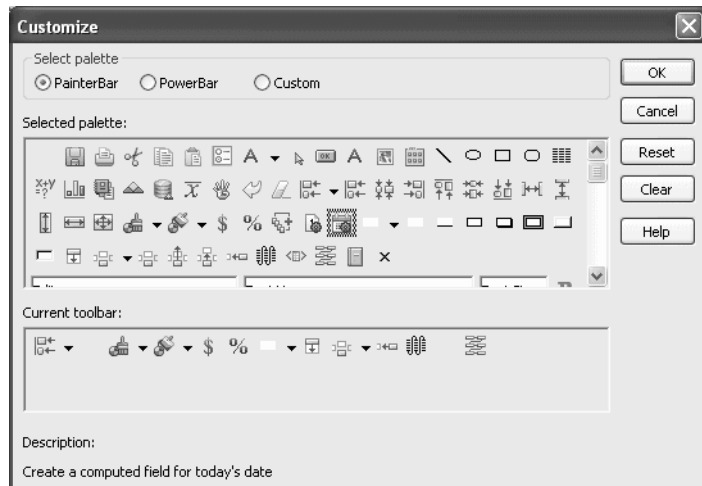 Customize
Select palette
PainterBar PowerBar Custom
OK
Cancel
Reset
Clear
Help
Selected palette:
A OK A
X+Y =?
$ %
Current toolbar:
$ %
Description:
Create a computed field for today's date